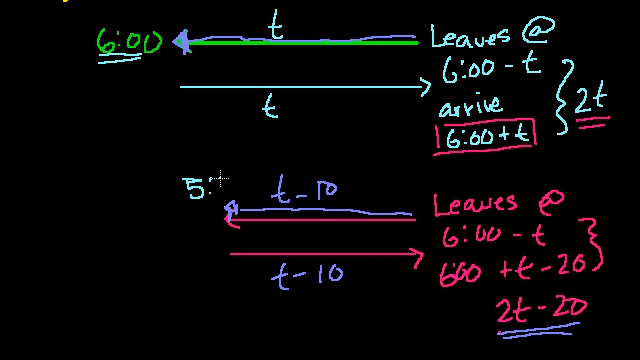 t
6:00
Leaves @
6:00 - t
t
arrive
6:00 + t
2t
5:
t - 10
Leaves @
6:00 - t
t - 10
6:00 + t - 20
2t - 20